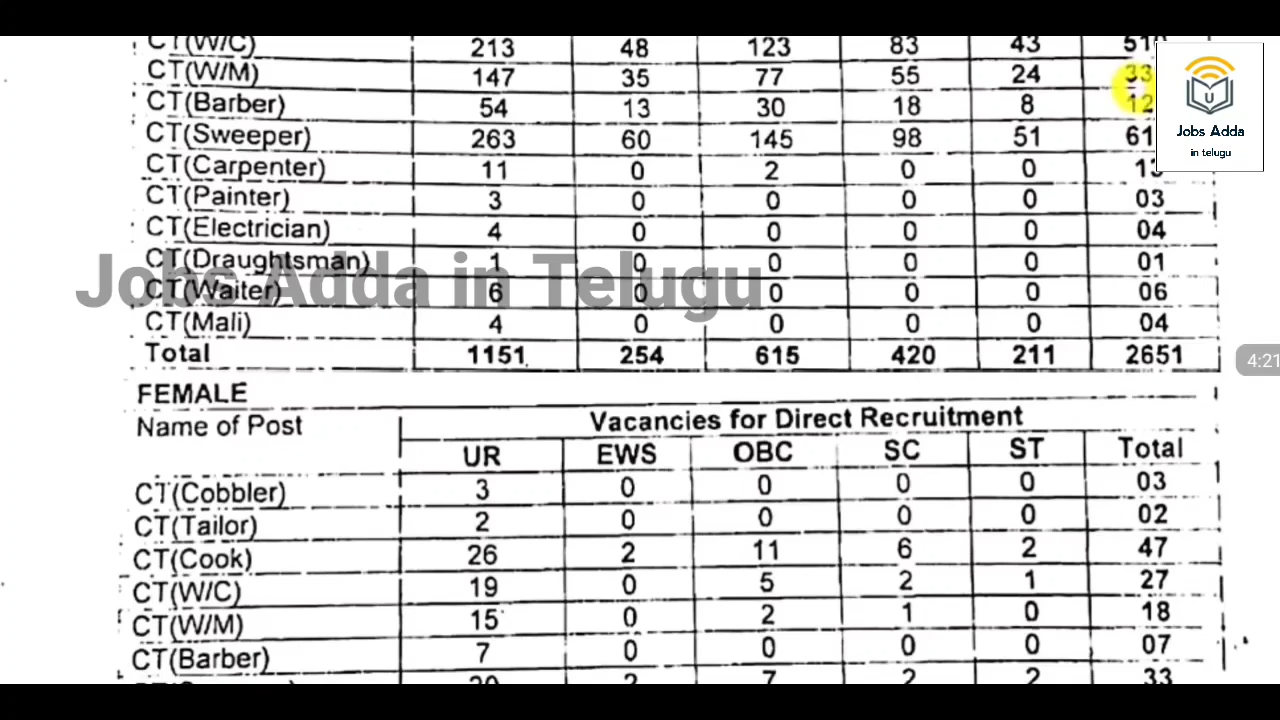 CT(W/C) 213 48 123 83 43
CT(W/M) 147 35 77 55 24
CT(Barber) 54 13 30 18 8
CT(Sweeper) 263 60 145 98 51
CT(Carpenter) 11 0 2 0 0 13
CT(Painter) 3 0 0 0 0 03
CT(Electrician) 4 0 0 0 0 04
CT(Draughtsman) 1 0 0 0 0 01
Jobs Adda in Telugu
CT(Waiter) 6 0 0 0 0 06
CT(Mali) 4 0 0 0 0 04
Total 1151 254 615 420 211 2651
FEMALE
Name of Post Vacancies for Direct Recruitment
UR EWS OBC SC ST Total
CT(Cobbler) 3 0 0 0 0 03
CT(Tailor) 2 0 0 0 0 02
CT(Cook) 26 2 11 6 2 47
CT(W/C) 19 0 5 2 1 27
CT(W/M) 15 0 2 1 0 18
CT(Barber) 7 0 0 0 0 07
2 7 2 2 33
U
Jobs Adda
in telugu
4:21